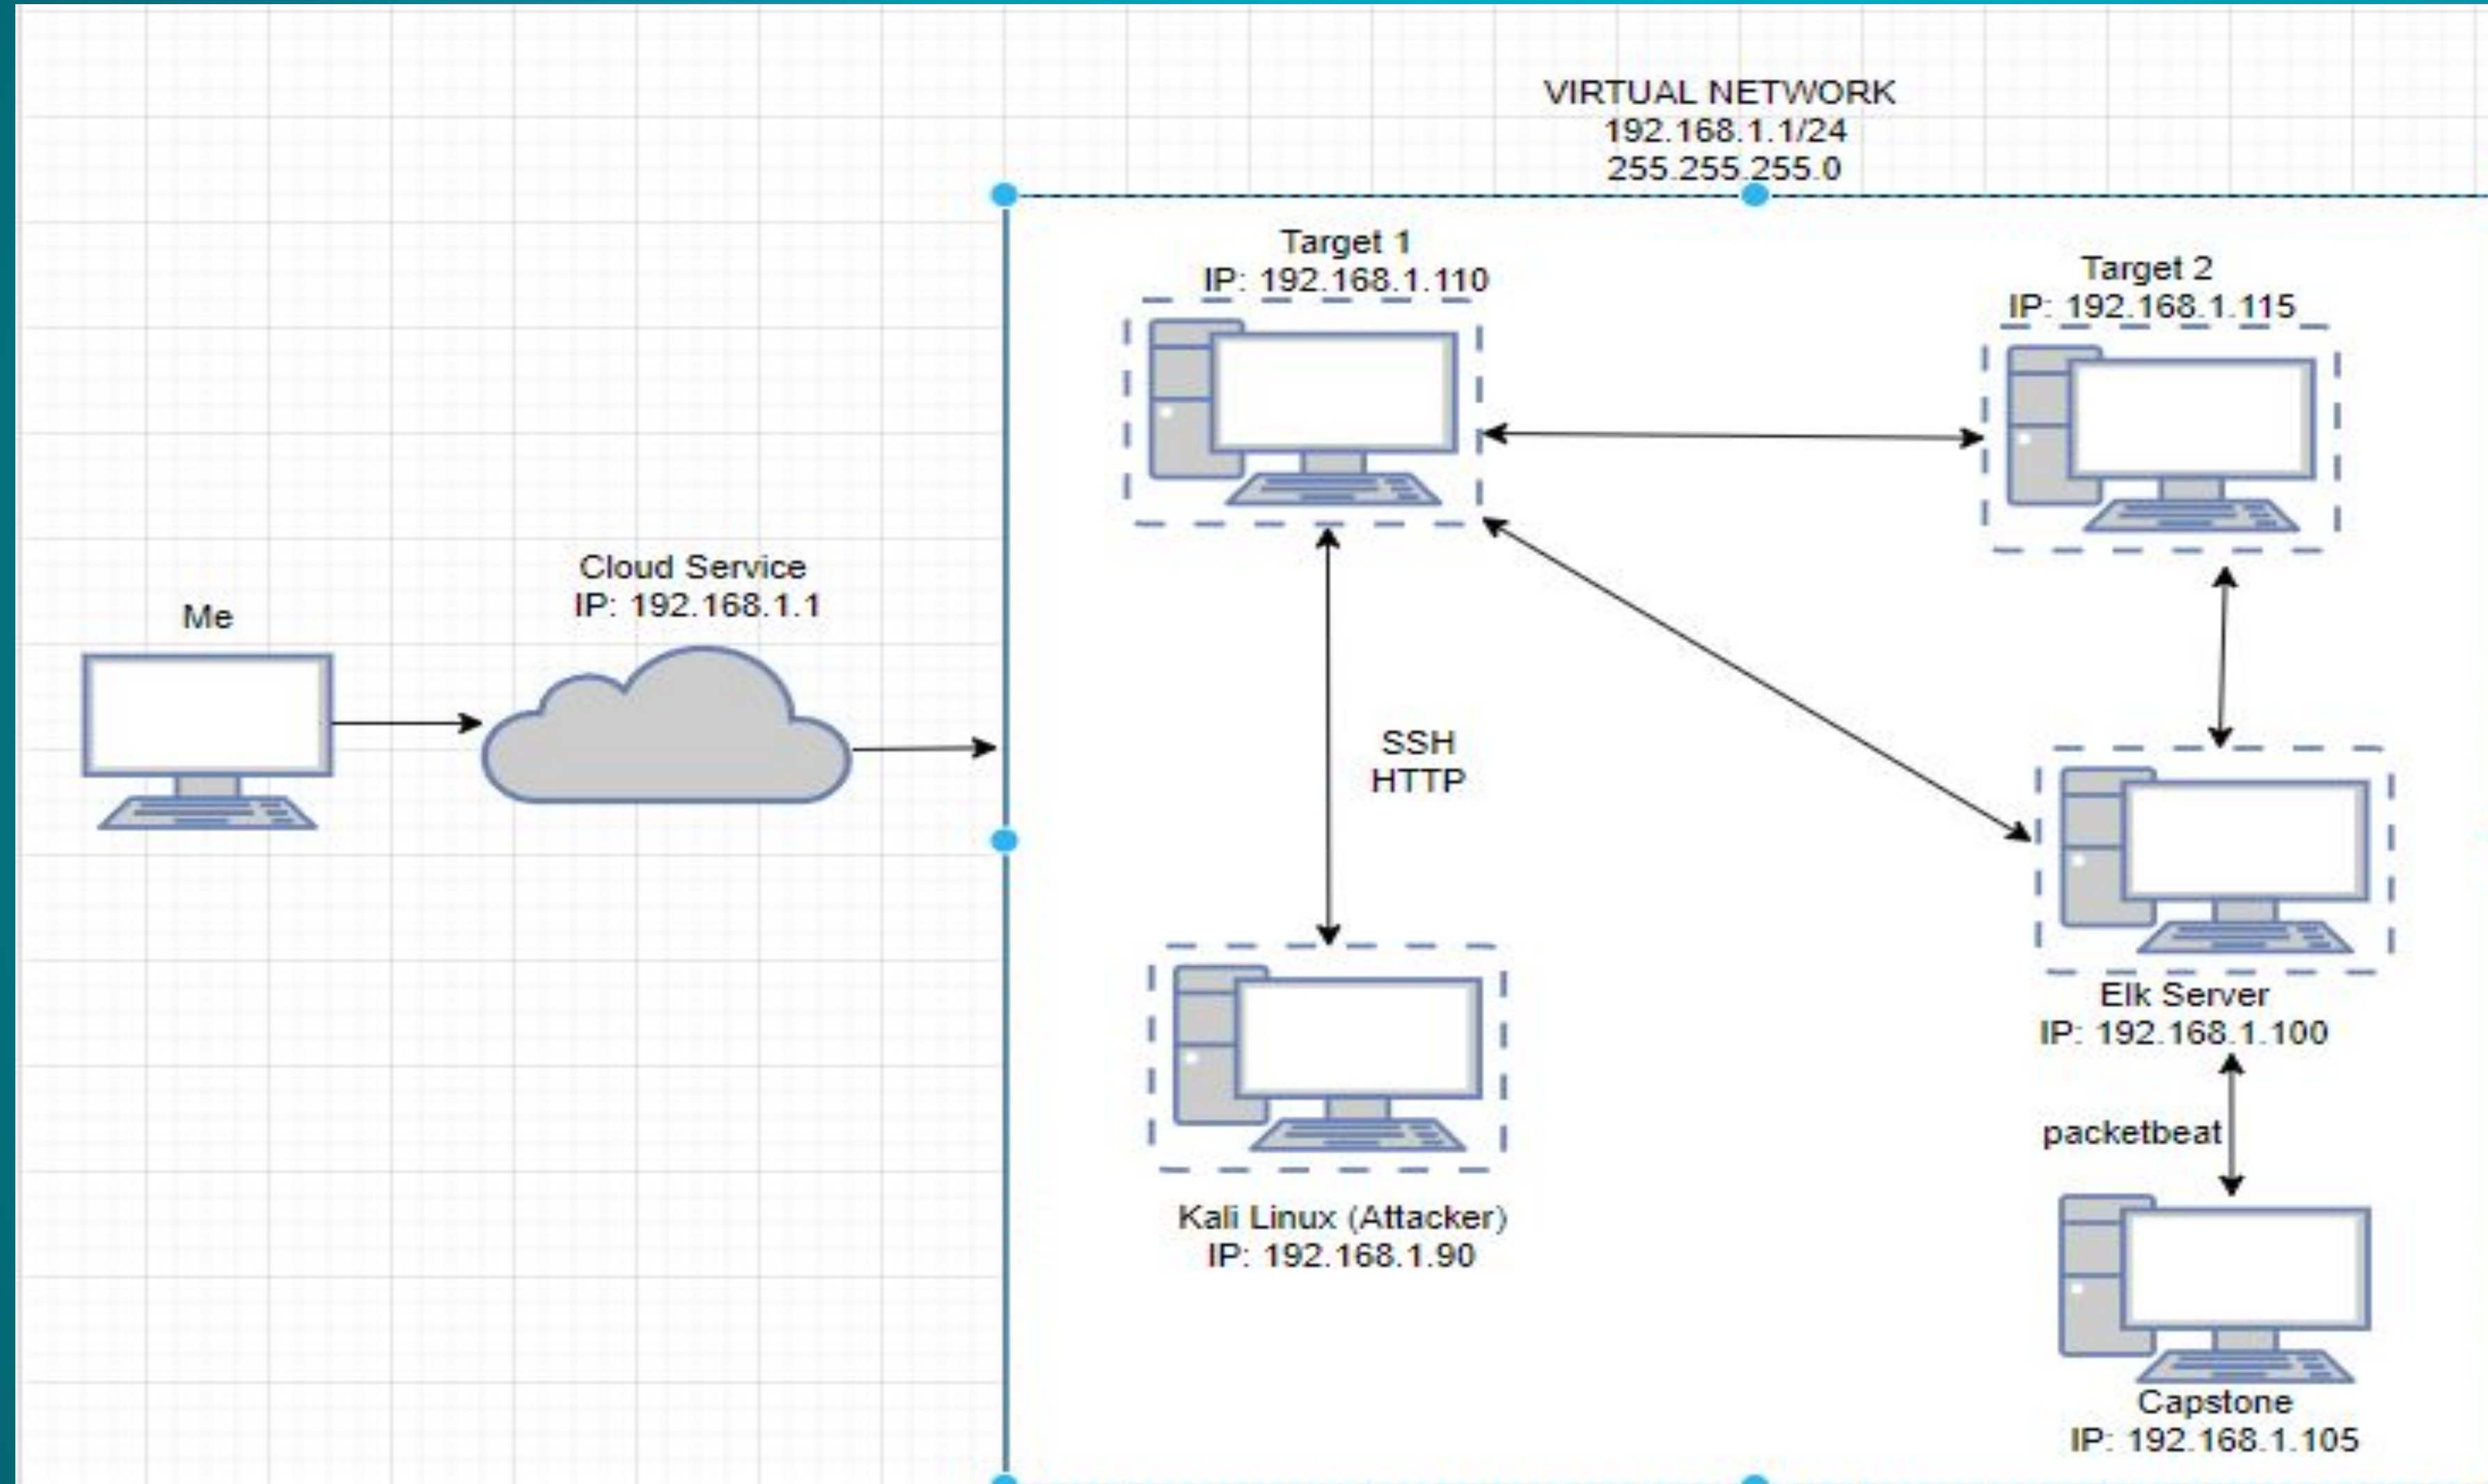 VIRTUAL NETWORK
192.168.1.1/24
255.255.255.0
Target 1
IP: 192.168.1.110
Target 2
IP: 192.168.1.115
Cloud Service
IP: 192.168.1.1
Me
SSH
HTTP
Elk Server
IP: 192.168.1.100
packetbeat
Kali Linux (Attacker)
IP: 192.168.1.90
Capstone
IP: 192.168.1.105